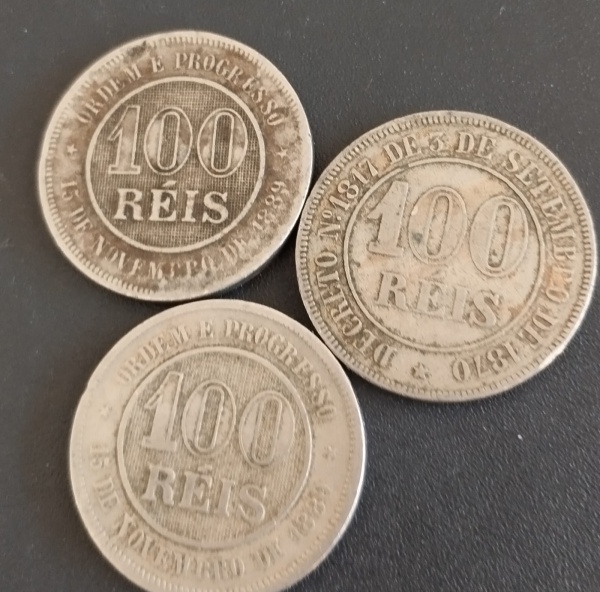 ORDEM E PROGRESSO
100
RÉIS
* 15 DE NOVEMBRO DE 1889 *
DECRETO Nº 1817 DE 3 DE SETEMBRO DE 1870 *
100
RÉIS
ORDEM E PROGRESSO
100
RÉIS
* 15 DE NOVEMBRO DE 1889 *